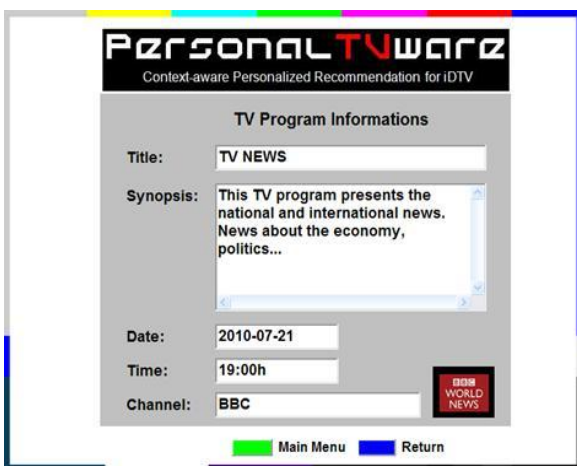 PersonalTVware
Context-aware Personalized Recommendation for iDTV
TV Program Informations
Title: TV NEWS
Synopsis: This TV program presents the
national and international news.
News about the economy,
politics...
Date: 2010-07-21
Time: 19:00h
Channel: BBC
BBC
WORLD
NEWS
Main Menu Return